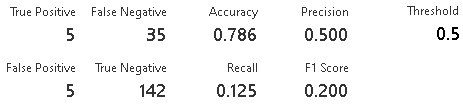 True Positive False Negative Accuracy Precision Threshold
5 35 0.786 0.500 0.5
False Positive True Negative Recall F1 Score
5 142 0.125 0.200